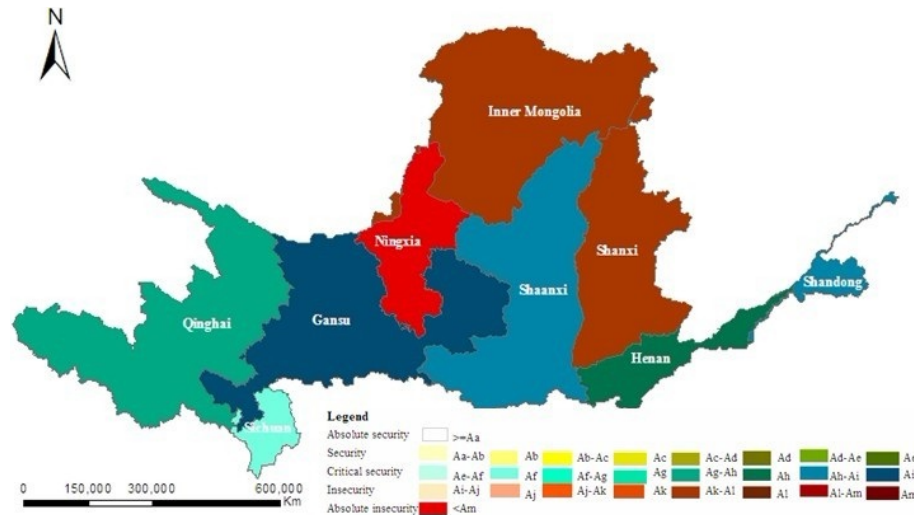 N
Inner Mongolia
Ningxia
Shanxi
Shaanxi
Shandong
Qinghai
Gansu
Henan
Sichuan
Legend
Absolute security >=Aa
Security Aa-Ab Ab Ab-Ac Ac Ac-Ad Ad Ad-Ae Ae
Critical security Ae-Af Af Af-Ag Ag Ag-Ah Ah Ah-Ai Ai
Insecurity Ai-Aj Aj Aj-Ak Ak Ak-Al Al Al-Am Am
Absolute insecurity <Am
0 150,000 300,000 600,000
Km